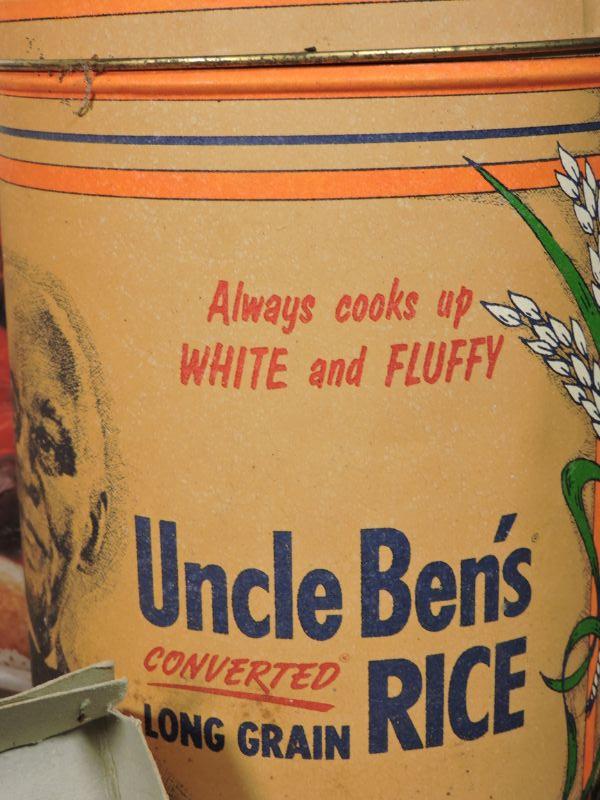 Always cooks up
WHITE and FLUFFY
Uncle Ben's®
CONVERTED® RICE
LONG GRAIN